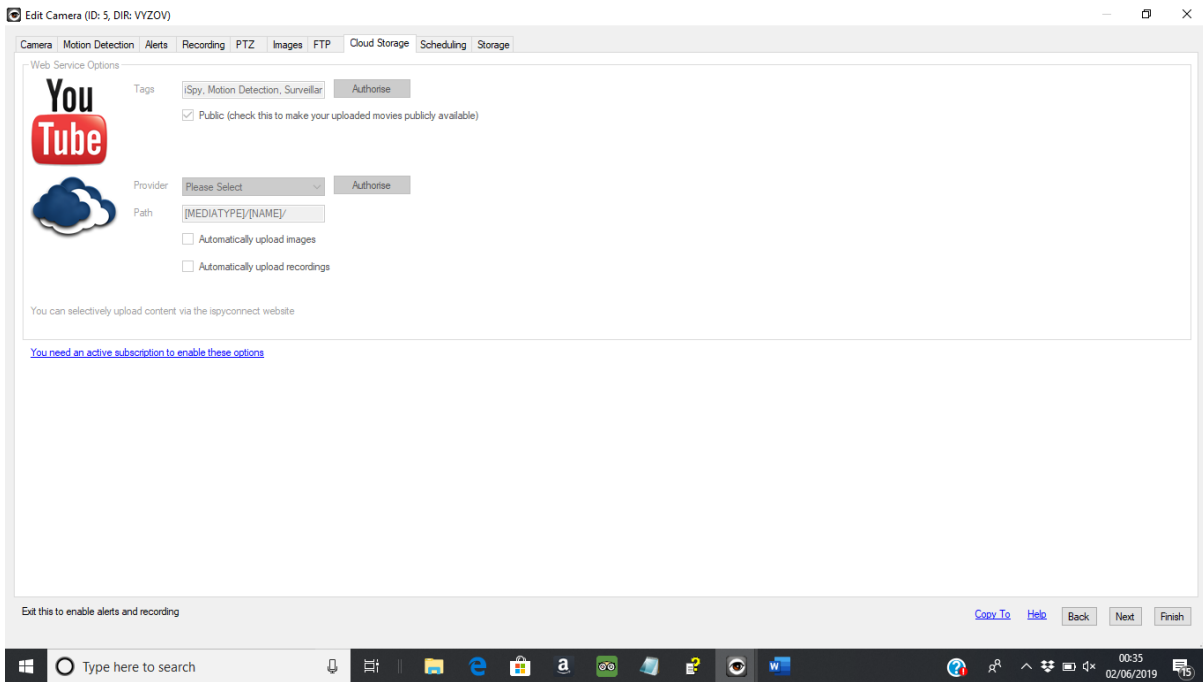 Edit Camera (ID: 5, DIR: VYZOV)
Camera Motion Detection Alerts Recording PTZ Images FTP Cloud Storage Scheduling Storage
Web Service Options
You
Tube
Tags iSpy, Motion Detection, Surveillar Authorise
Public (check this to make your uploaded movies publicly available)
Provider Please Select Authorise
Path [MEDIATYPE]/[NAME]/
Automatically upload images
Automatically upload recordings
You can selectively upload content via the ispyconnect website
You need an active subscription to enable these options
Exit this to enable alerts and recording Copy To Help Back Next Finish
Type here to search 00:35
02/06/2019 15